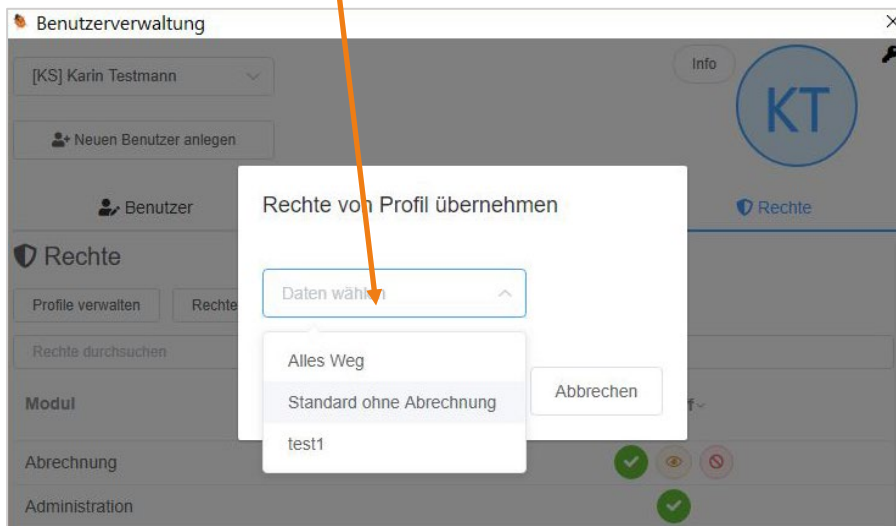 Benutzerverwaltung
[KS] Karin Testmann
Info
KT
Neuen Benutzer anlegen
Benutzer
Rechte von Profil übernehmen
Rechte
Rechte
Profile verwalten
Rechte
Daten wählen
Rechte durchsuchen
Alles Weg
Standard ohne Abrechnung
Abbrechen
Modul
test1
Abrechnung
Administration